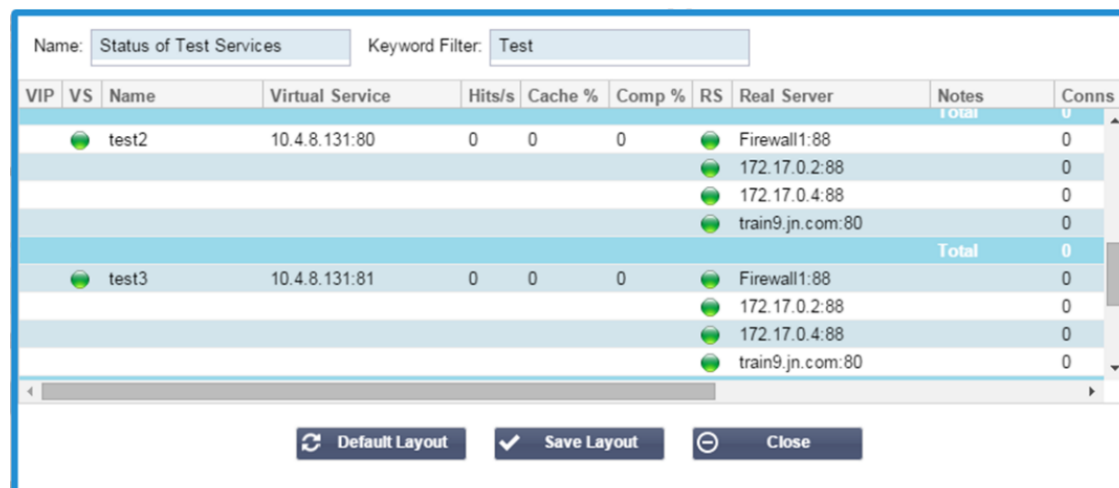 Name: Status of Test Services Keyword Filter: Test
VIP VS Name Virtual Service Hits/s Cache % Comp % RS Real Server Notes Conns
Total 0
test2 10.4.8.131:80 0 0 0 Firewall1:88 0
172.17.0.2:88 0
172.17.0.4:88 0
train9.jn.com:80 0
Total 0
test3 10.4.8.131:81 0 0 0 Firewall1:88 0
172.17.0.2:88 0
172.17.0.4:88 0
train9.jn.com:80 0
Default Layout Save Layout Close